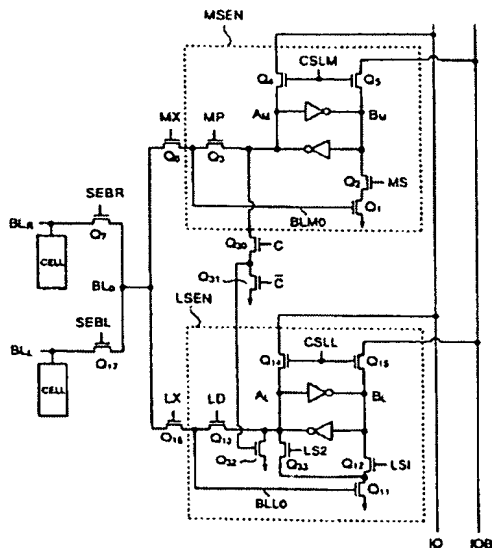 MSEN
Q4 CSLM Q5
AM BM
MX MP
Q6 Q3
Q2 MS
Q1
BLM0
SEBR
BLR Q7
CELL
Q30 C
Q31 C̅
BL0
LSEN
SEBL
BLL Q17
CELL
Q14 CSLL Q15
AL BL
LX LD
Q16 Q13
LS2 LS1
Q32 Q33 Q12
Q11
BLL0
IO IOB